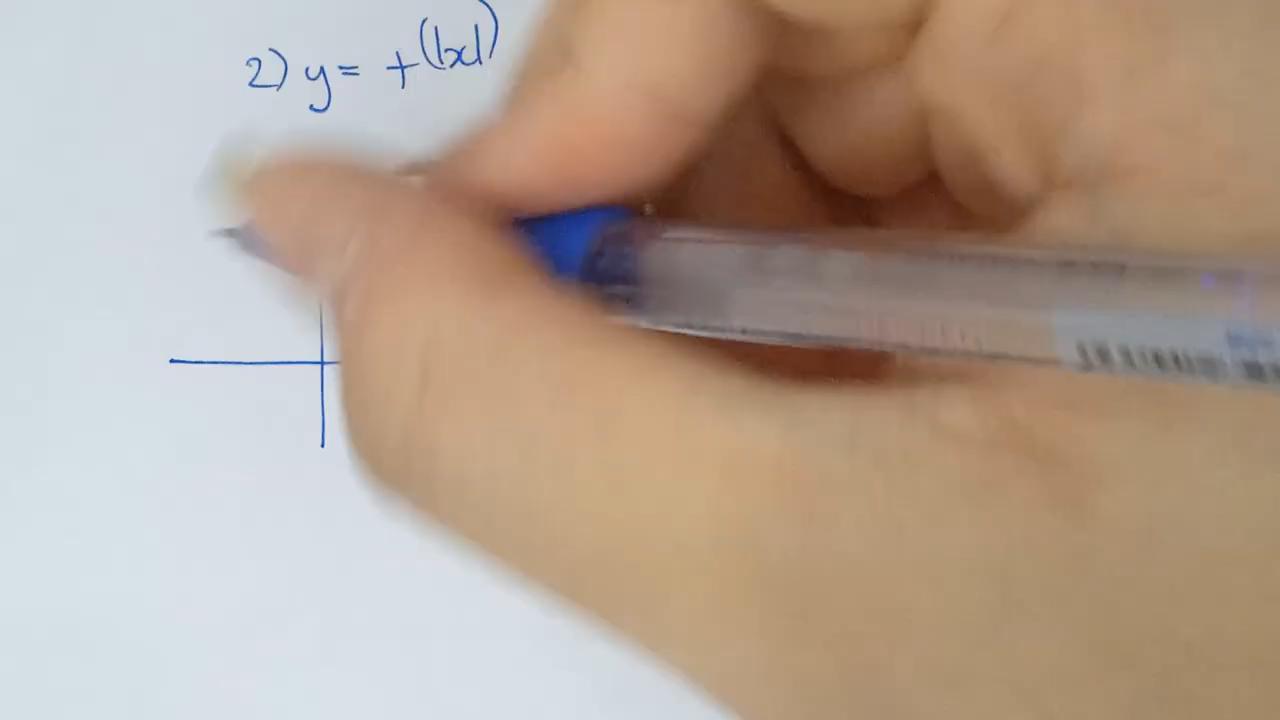 2) y = f(|x|)